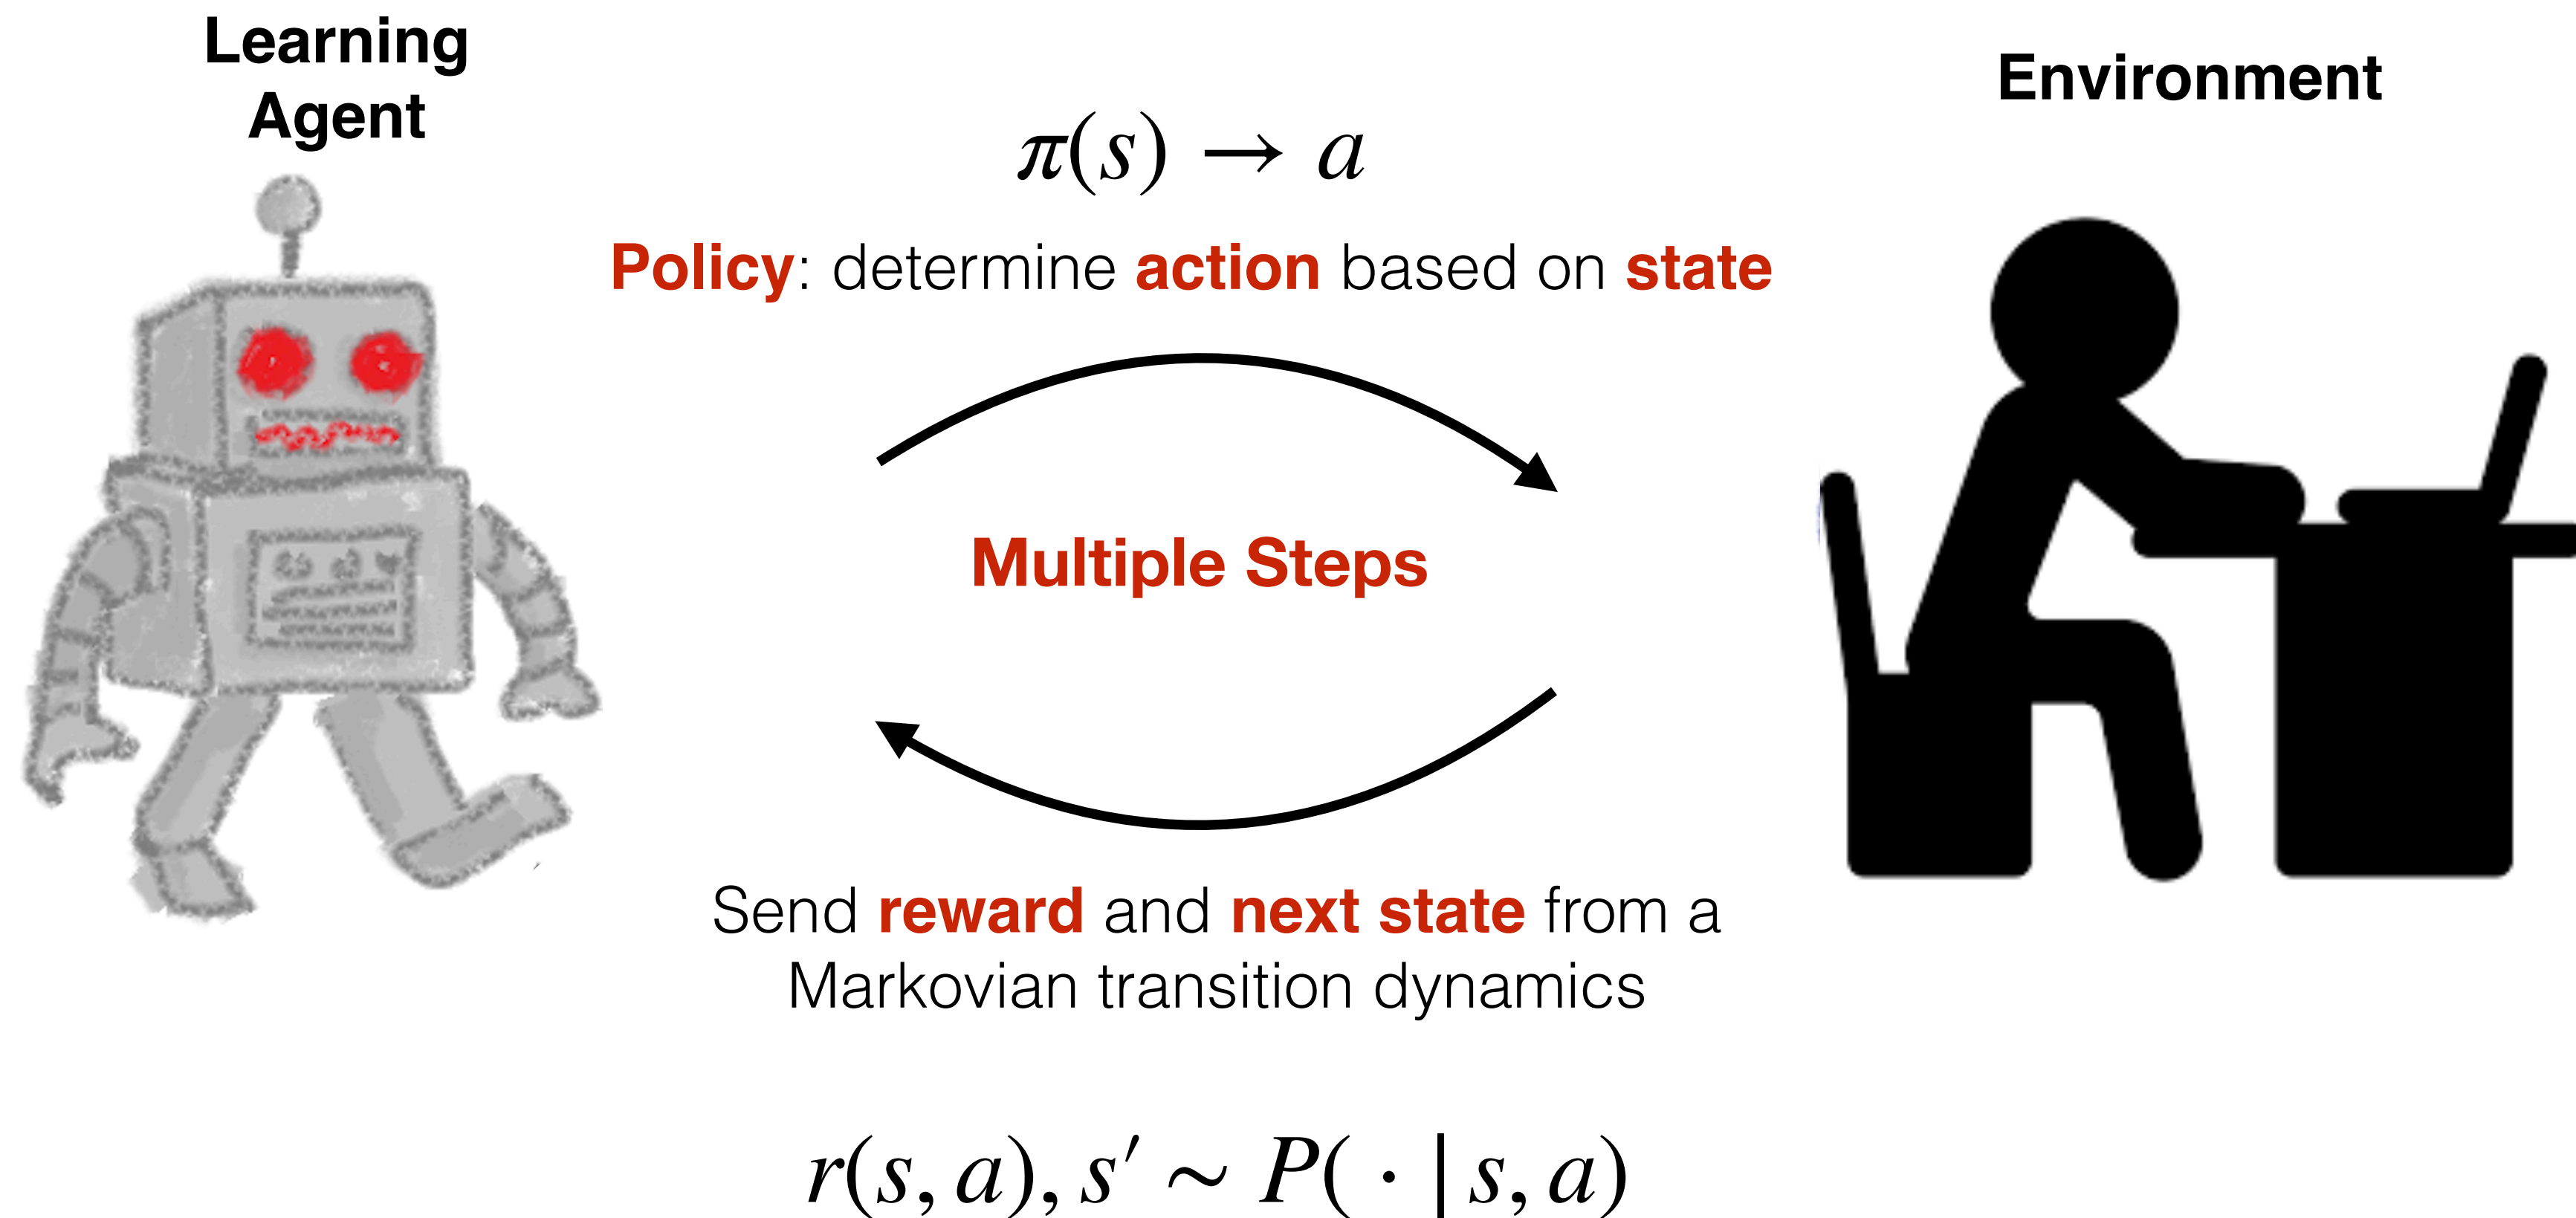 Learning
Agent
Environment
π(s) → a
Policy: determine action based on state
Multiple Steps
Send reward and next state from a
Markovian transition dynamics
r(s, a), s′ ∼ P( · | s, a)